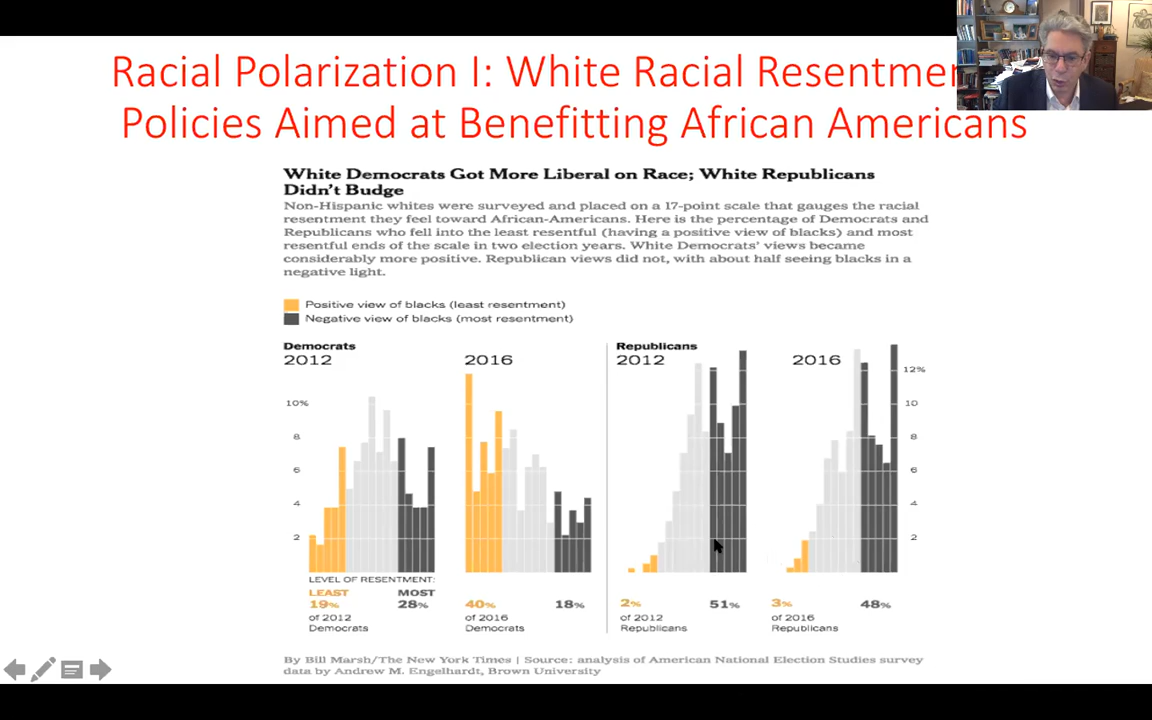 Racial Polarization I: White Racial Resentmen
Policies Aimed at Benefitting African Americans
White Democrats Got More Liberal on Race; White Republicans
Didn't Budge
Non-Hispanic whites were surveyed and placed on a 17-point scale that gauges the racial
resentment they feel toward African-Americans. Here is the percentage of Democrats and
Republicans who fell into the least resentful (having a positive view of blacks) and most
resentful ends of the scale in two election years. White Democrats' views became
considerably more positive. Republican views did not, with about half seeing blacks in a
negative light.
Positive view of blacks (least resentment)
Negative view of blacks (most resentment)
Democrats
2012
2016
Republicans
2012
2016
12%
10%
10
8
8
6
6
4
4
2
2
LEVEL OF RESENTMENT:
LEAST MOST
19% 28% 40% 18% 2% 51% 3% 48%
of 2012 of 2016 of 2012 of 2016
Democrats Democrats Republicans Republicans
By Bill Marsh/The New York Times | Source: analysis of American National Election Studies survey
data by Andrew M. Engelhardt, Brown University